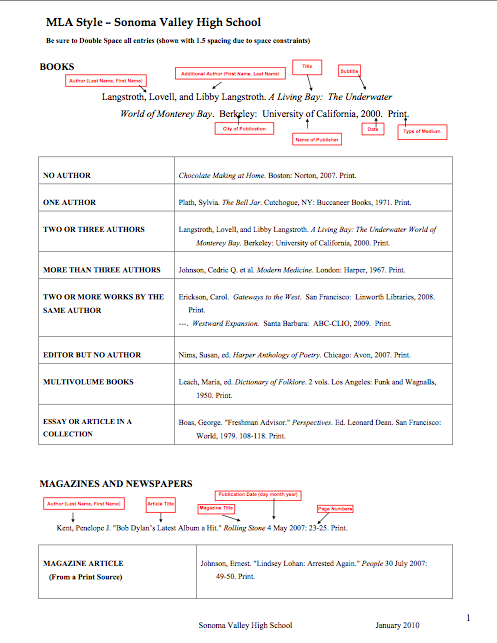 MLA Style – Sonoma Valley High School
Be sure to Double Space all entries (shown with 1.5 spacing due to space constraints)
BOOKS
Author (Last Name, First Name)
Additional Author (First Name, Last Name)
Title
Subtitle
Langstroth, Lovell, and Libby Langstroth. A Living Bay: The Underwater
World of Monterey Bay. Berkeley: University of California, 2000. Print.
City of Publication
Name of Publisher
Date
Type of Medium
NO AUTHOR
Chocolate Making at Home. Boston: Norton, 2007. Print.
ONE AUTHOR
Plath, Sylvia. The Bell Jar. Cutchogue, NY: Buccaneer Books, 1971. Print.
TWO OR THREE AUTHORS
Langstroth, Lovell, and Libby Langstroth. A Living Bay: The Underwater World of
Monterey Bay. Berkeley: University of California, 2000. Print.
MORE THAN THREE AUTHORS
Johnson, Cedric Q. et al. Modern Medicine. London: Harper, 1967. Print.
TWO OR MORE WORKS BY THE
SAME AUTHOR
Erickson, Carol. Gateways to the West. San Francisco: Linworth Libraries, 2008.
Print.
---. Westward Expansion. Santa Barbara: ABC-CLIO, 2009. Print.
EDITOR BUT NO AUTHOR
Nims, Susan, ed. Harper Anthology of Poetry. Chicago: Avon, 2007. Print.
MULTIVOLUME BOOKS
Leach, Maria, ed. Dictionary of Folklore. 2 vols. Los Angeles: Funk and Wagnalls,
1950. Print.
ESSAY OR ARTICLE IN A
COLLECTION
Boas, George. "Freshman Advisor." Perspectives. Ed. Leonard Dean. San Francisco:
World, 1979. 108-118. Print.
MAGAZINES AND NEWSPAPERS
Author (Last Name, First Name)
Article Title
Magazine Title
Publication Date (day month year)
Page Numbers
Kent, Penelope J. "Bob Dylan's Latest Album a Hit." Rolling Stone 4 May 2007: 23-25. Print.
MAGAZINE ARTICLE
(From a Print Source)
Johnson, Ernest. "Lindsey Lohan: Arrested Again." People 30 July 2007:
49-50. Print.
1
Sonoma Valley High School January 2010